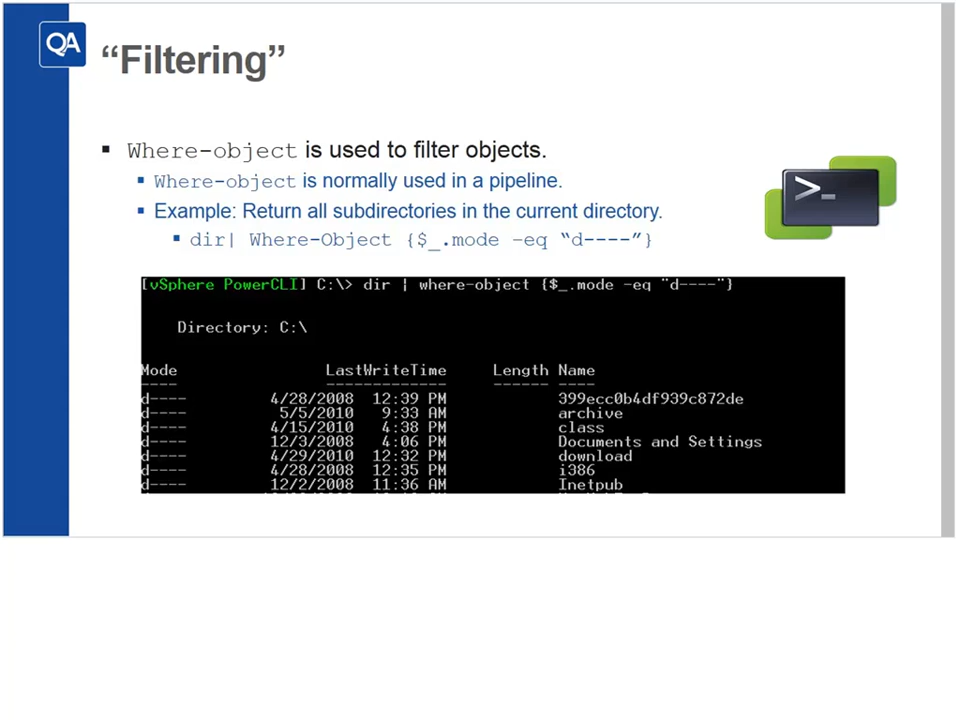 QA
“Filtering”
▪ Where-object is used to filter objects.
▪ Where-object is normally used in a pipeline.
▪ Example: Return all subdirectories in the current directory.
▪ dir| Where-Object {$_.mode –eq “d----”}
[vSphere PowerCLI] C:\> dir | where-object {$_.mode -eq "d----"}
Directory: C:\
Mode LastWriteTime Length Name
---- ------------- ------ ----
d---- 4/28/2008 12:39 PM 399ecc0b4df939c872de
d---- 5/5/2010 9:33 AM archive
d---- 4/15/2010 4:38 PM class
d---- 12/3/2008 4:06 PM Documents and Settings
d---- 4/29/2010 12:32 PM download
d---- 4/28/2008 12:35 PM i386
d---- 12/2/2008 11:36 AM Inetpub